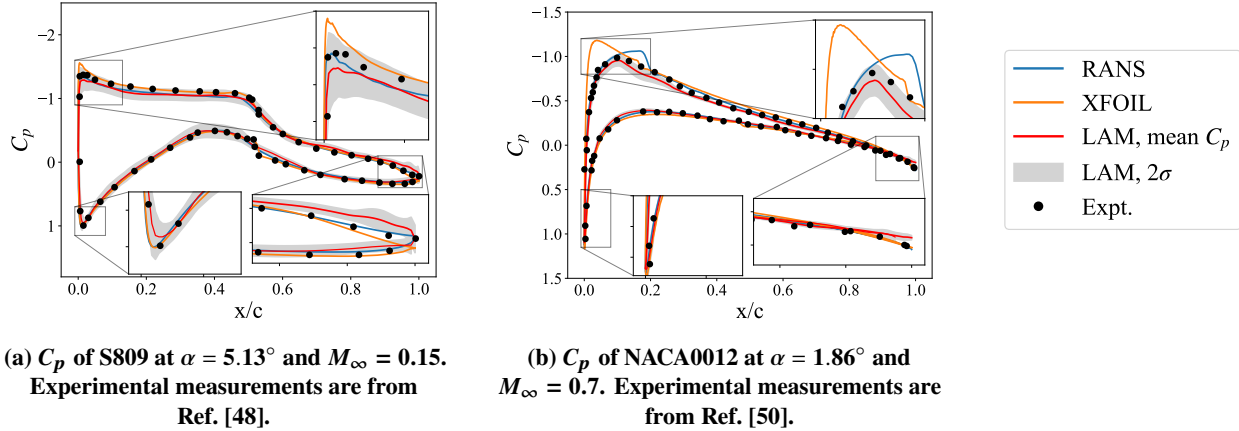 −2
−1
0
1
C_p
0.0 0.2 0.4 0.6 0.8 1.0
x/c
−1.5
−1.0
−0.5
0.0
0.5
1.0
1.5
C_p
0.0 0.2 0.4 0.6 0.8 1.0
x/c
RANS
XFOIL
LAM, mean C_p
LAM, 2σ
Expt.
(a) C_p of S809 at α = 5.13° and M_∞ = 0.15.
Experimental measurements are from
Ref. [48].
(b) C_p of NACA0012 at α = 1.86° and
M_∞ = 0.7. Experimental measurements are
from Ref. [50].